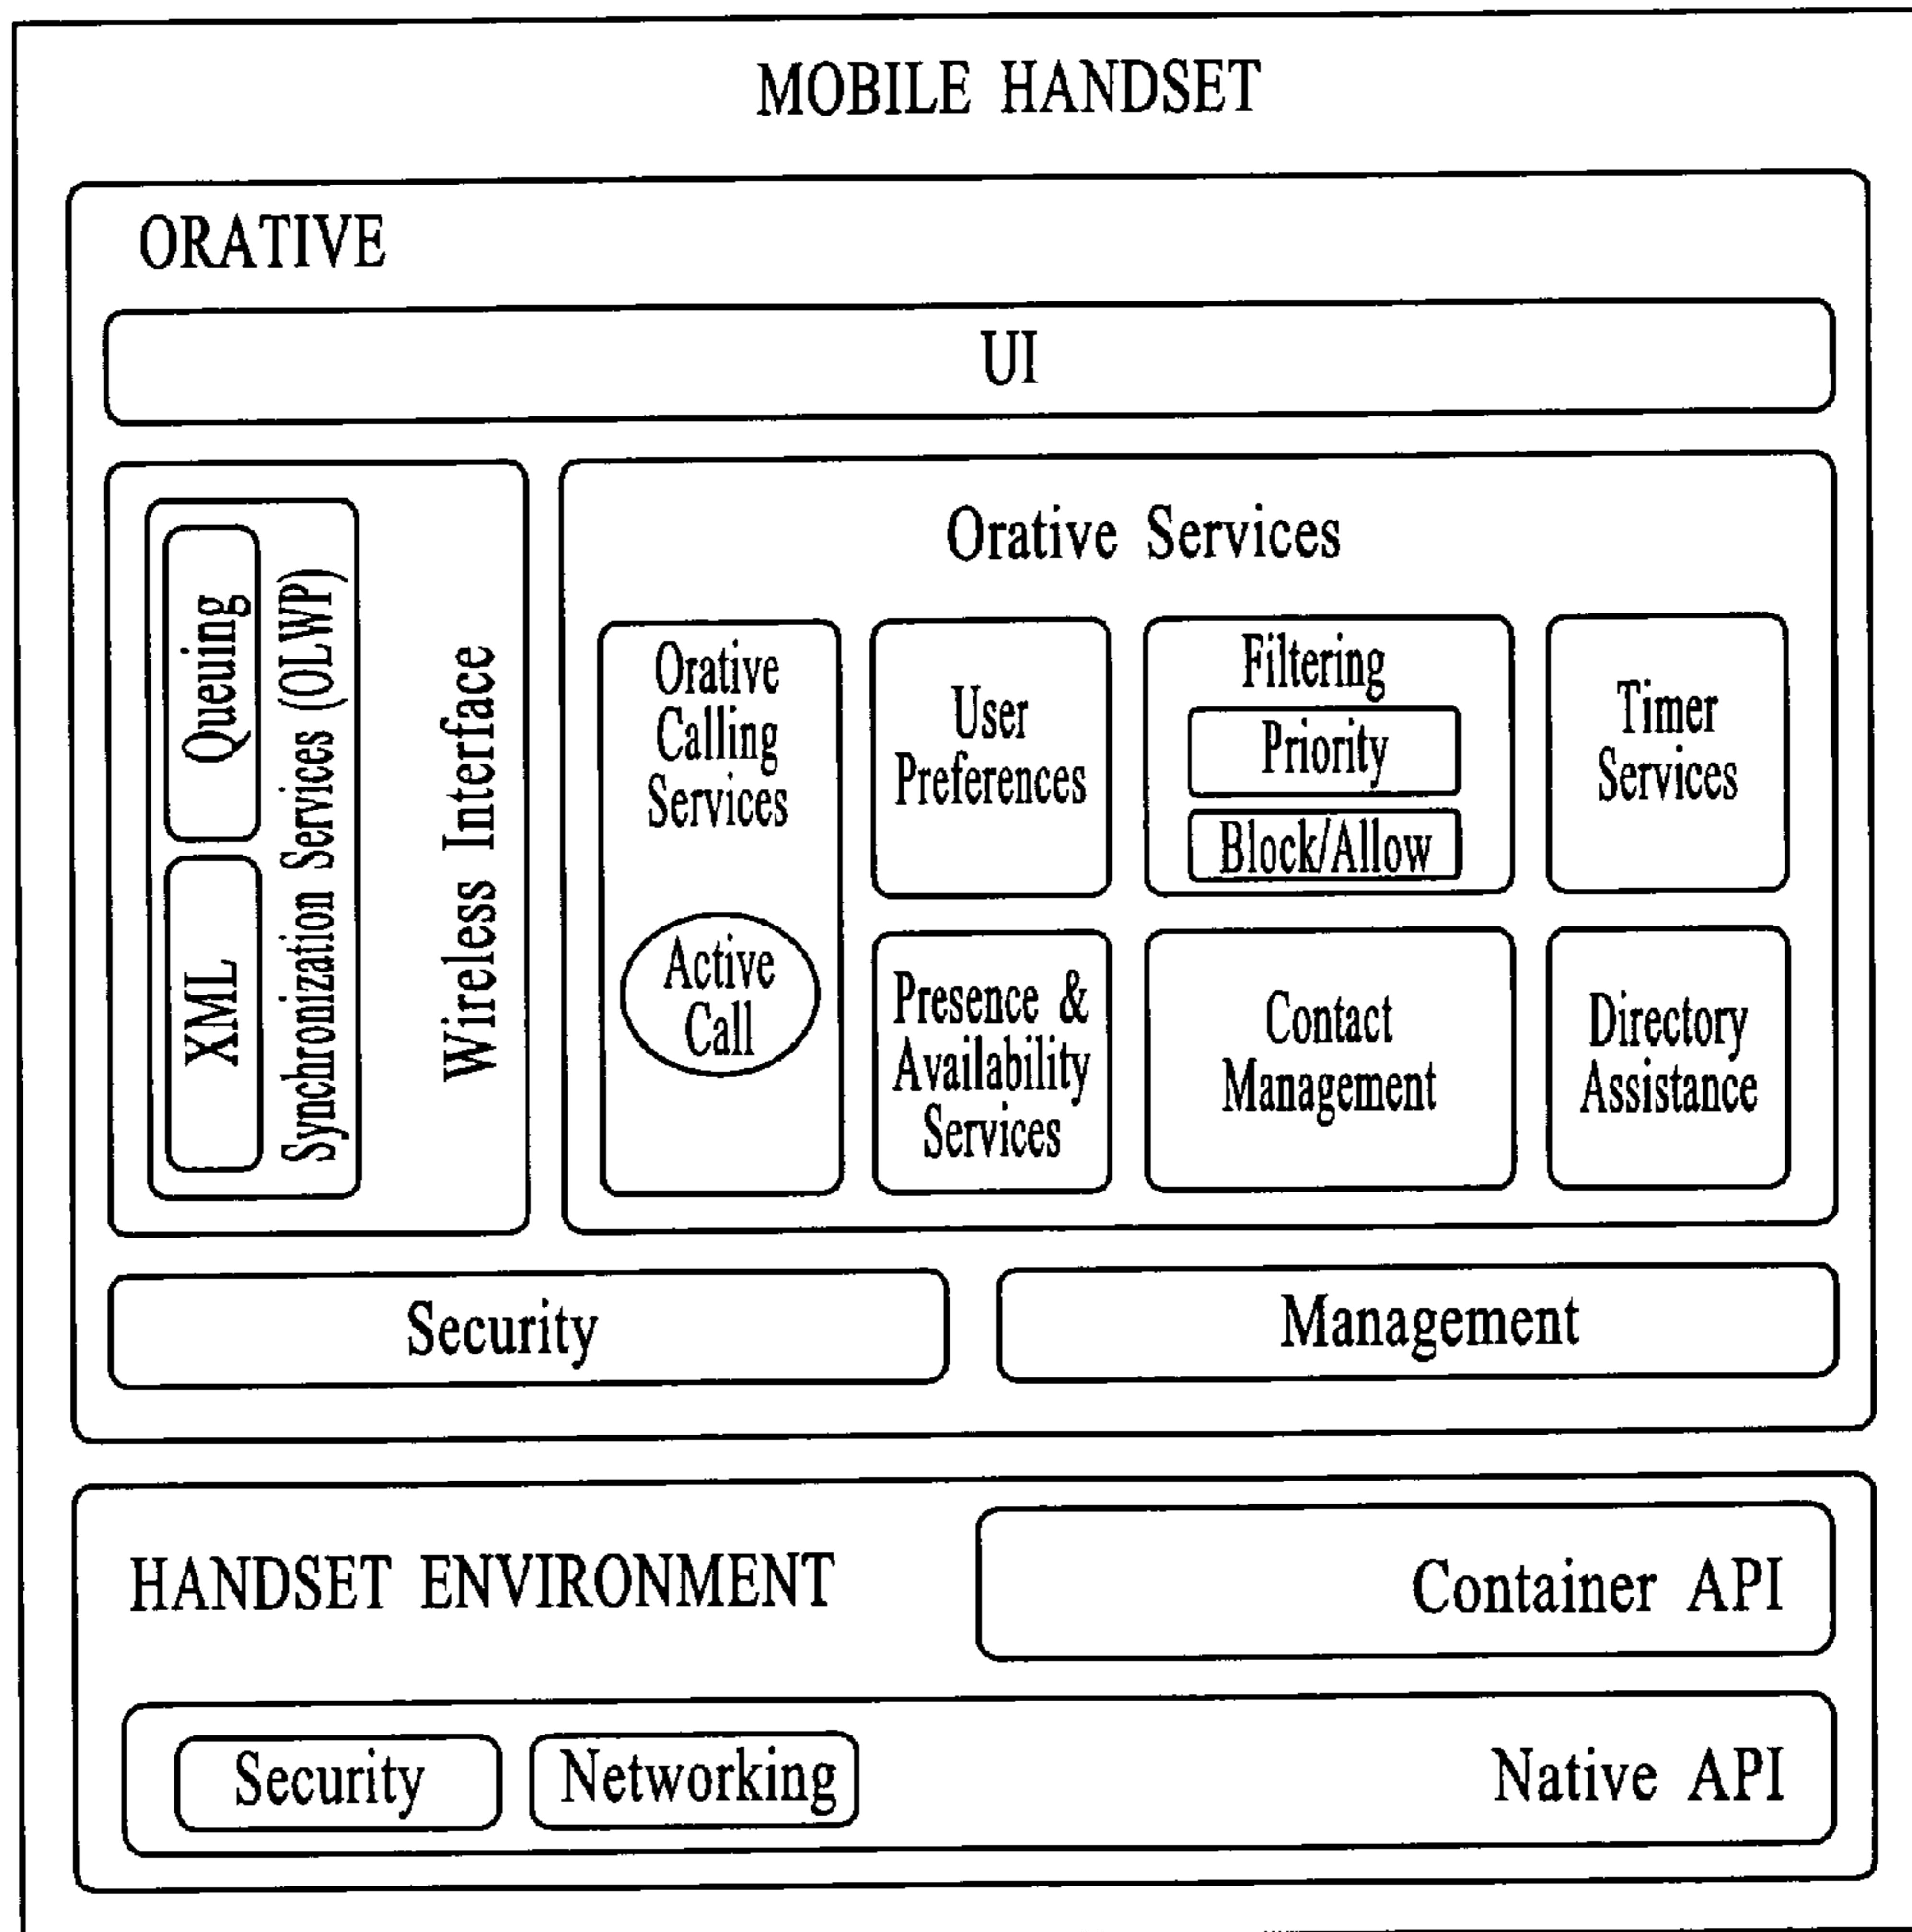 MOBILE HANDSET
ORATIVE
UI
Queuing
XML
Synchronization Services (OLWP)
Wireless Interface
Orative Services
Orative
Calling
Services
Active
Call
User
Preferences
Filtering
Priority
Block/Allow
Timer
Services
Presence &
Availability
Services
Contact
Management
Directory
Assistance
Security
Management
HANDSET ENVIRONMENT
Container API
Security
Networking
Native API